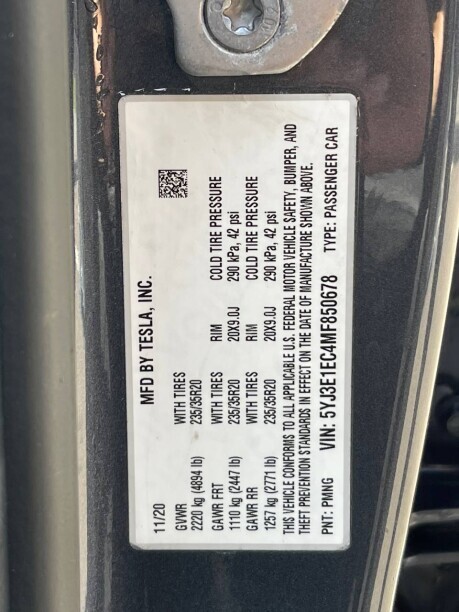 MFD BY TESLA, INC.
11/20
GVWR WITH TIRES
2220 kg (4894 lb) 235/35R20
GAWR FRT WITH TIRES RIM COLD TIRE PRESSURE
1110 kg (2447 lb) 235/35R20 20X9.0J 290 kPa, 42 psi
GAWR RR WITH TIRES RIM COLD TIRE PRESSURE
1257 kg (2771 lb) 235/35R20 20X9.0J 290 kPa, 42 psi
THIS VEHICLE CONFORMS TO ALL APPLICABLE U.S. FEDERAL MOTOR VEHICLE SAFETY, BUMPER, AND
THEFT PREVENTION STANDARDS IN EFFECT ON THE DATE OF MANUFACTURE SHOWN ABOVE.
PNT: PMNG VIN: 5YJ3E1EC4MF850678 TYPE: PASSENGER CAR